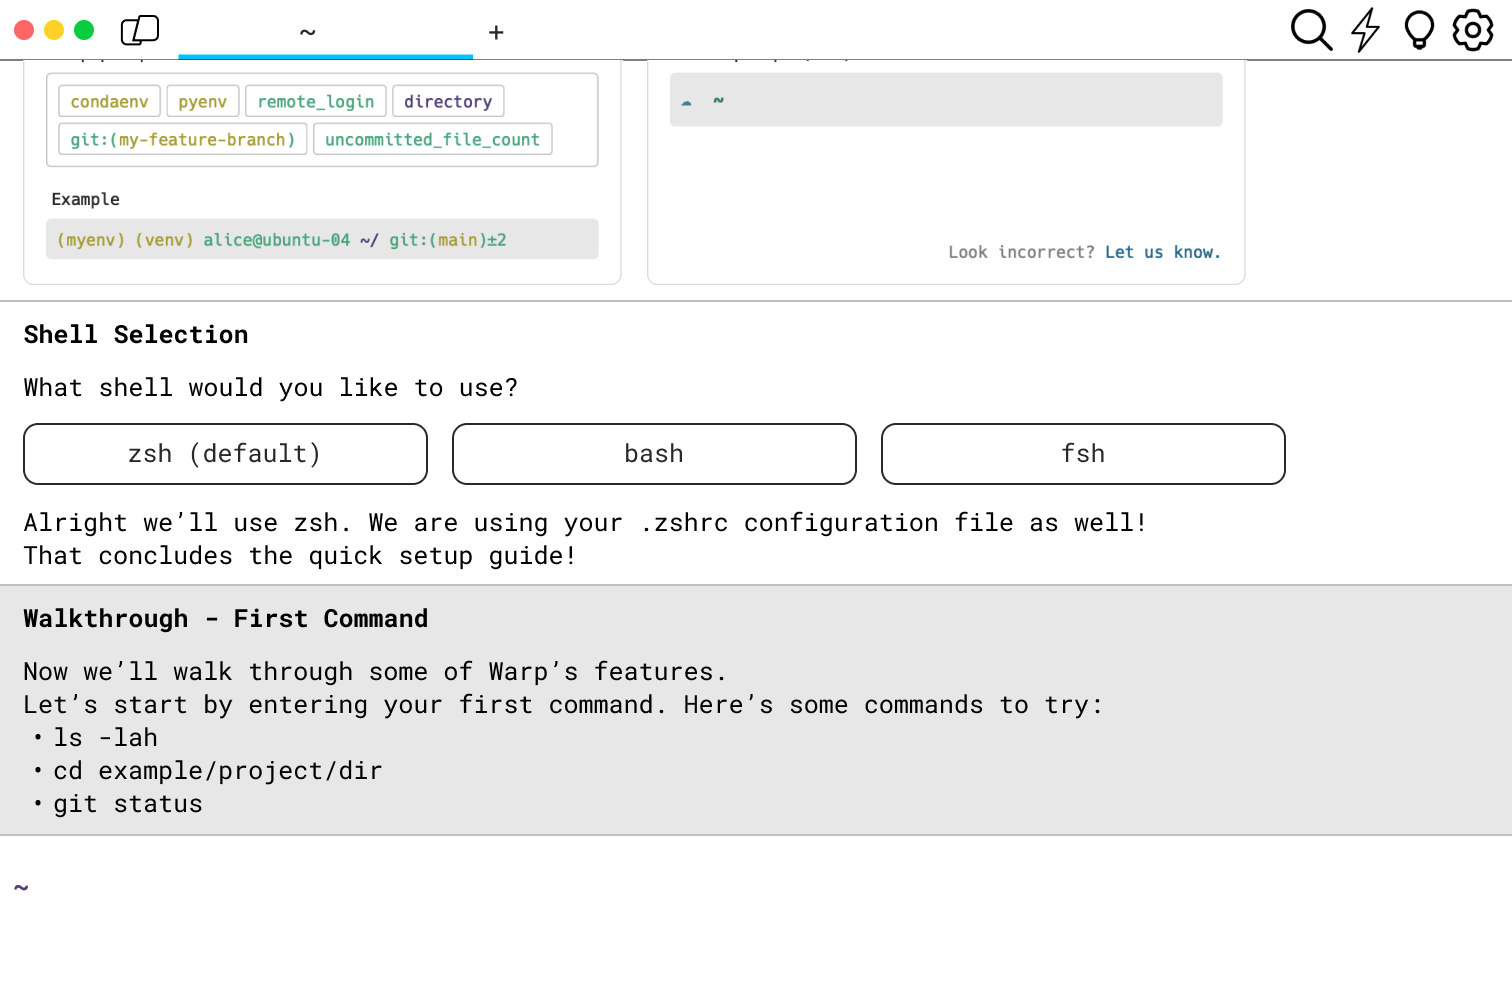 ~
+
condaenv pyenv remote_login directory
git:(my-feature-branch) uncommitted_file_count
Example
(myenv) (venv) alice@ubuntu-04 ~/ git:(main)±2
~
Look incorrect? Let us know.
Shell Selection
What shell would you like to use?
zsh (default)
bash
fsh
Alright we’ll use zsh. We are using your .zshrc configuration file as well!
That concludes the quick setup guide!
Walkthrough - First Command
Now we’ll walk through some of Warp’s features.
Let’s start by entering your first command. Here’s some commands to try:
• ls -lah
• cd example/project/dir
• git status
~